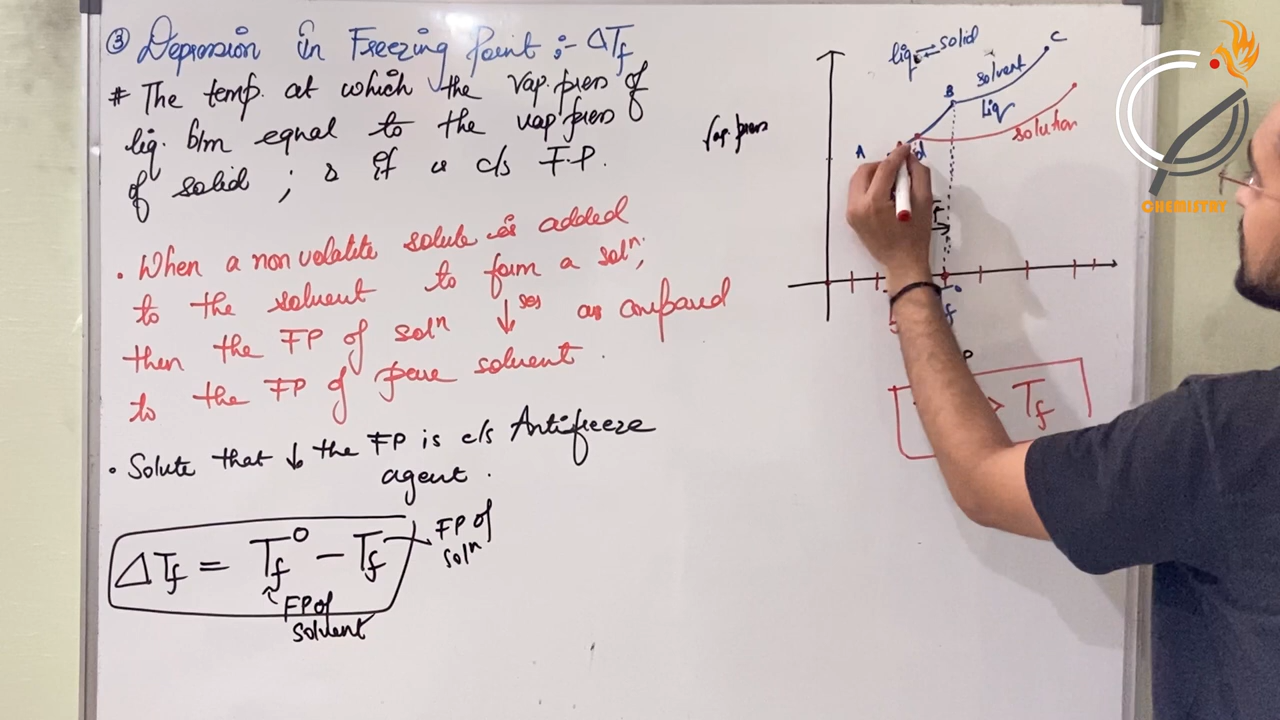 ③ Depression in Freezing Point :- ΔTf
# The temp. at which the vap. pres of
liq. b/m equal to the vap. pres
of solid ; & it is c/s F.P.
• When a non volatile solute is added
to the solvent to form a solⁿ;
then the FP of solⁿ ↓ses as compared
to the FP of pure solvent.
• Solute that ↓ the FP is c/s Antifreeze
agent.
ΔTf = Tf⁰ – Tf
FP of
solⁿ
FP of
solvent
liq ⇌ solid
C
solvent
B
liq
Vap. pres
solution
A
> Tf
CHEMISTRY